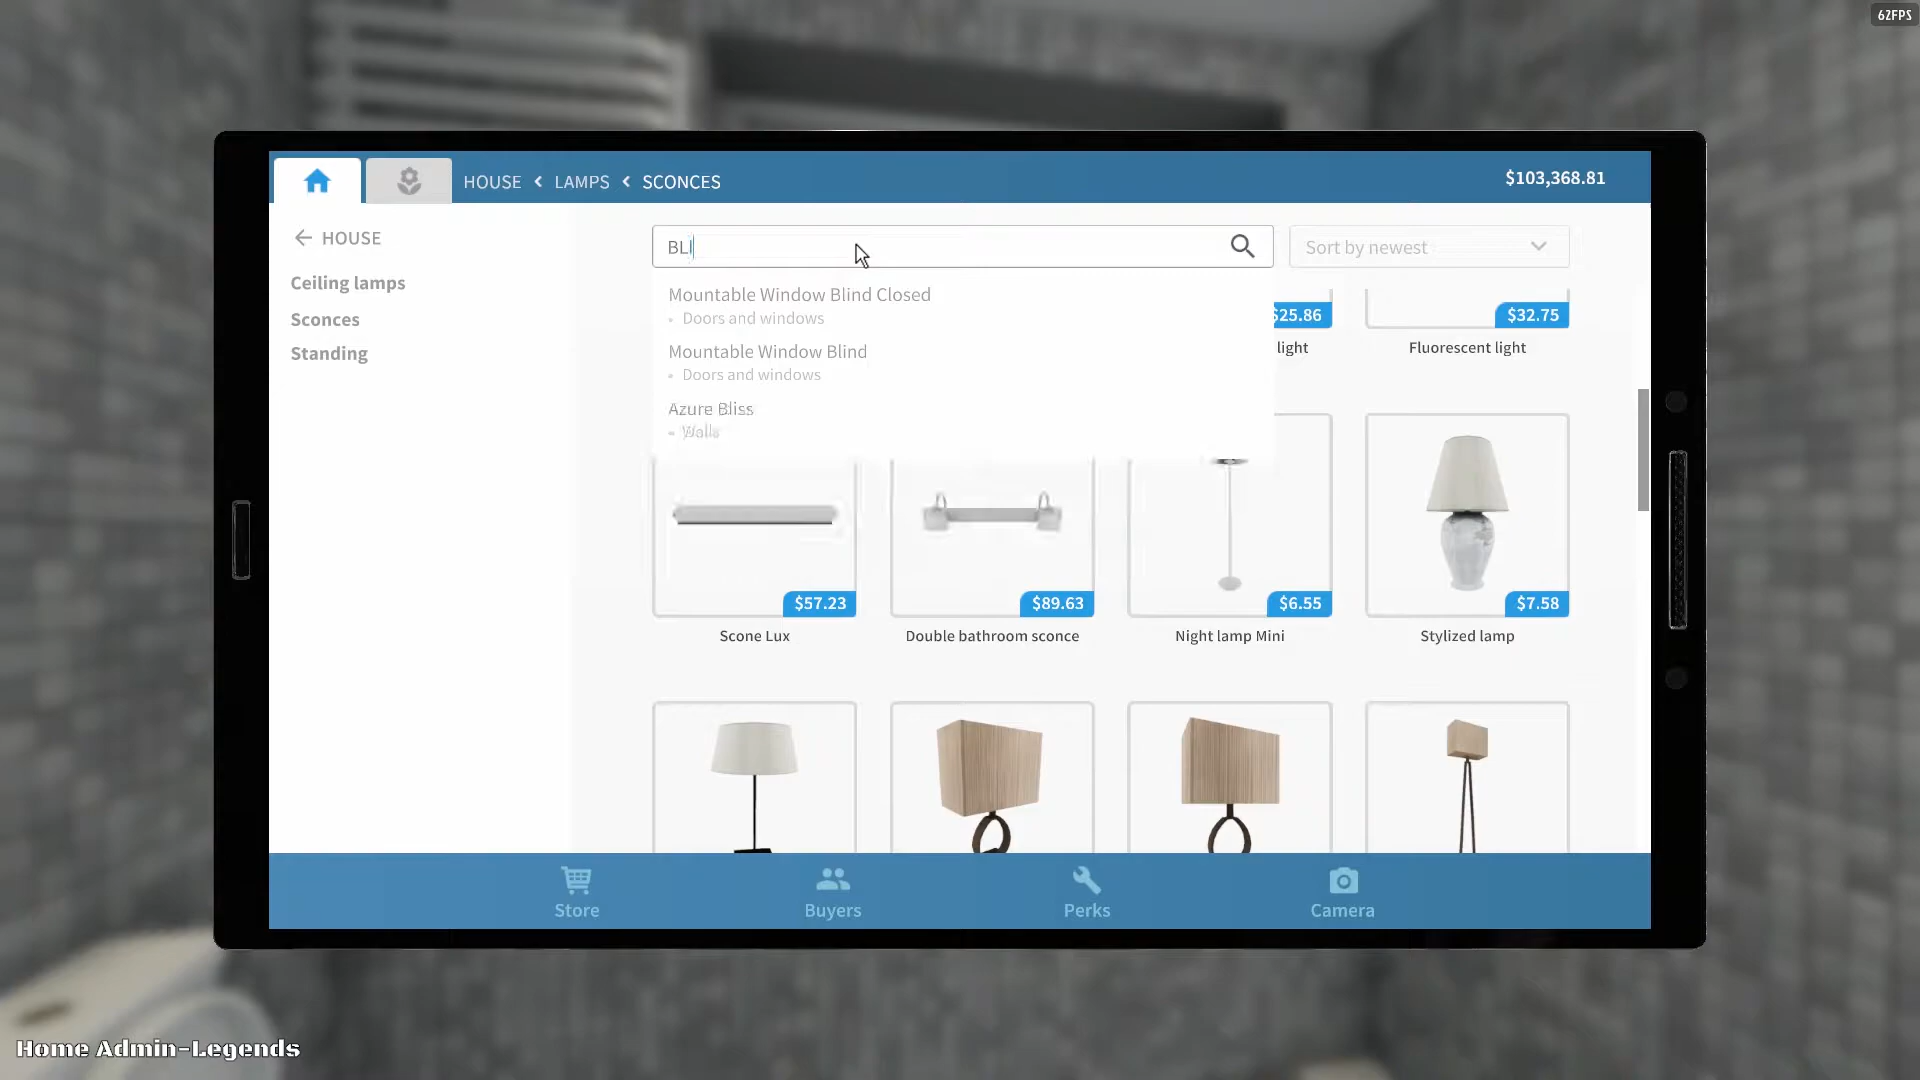 62FPS
HOUSE < LAMPS < SCONCES
$103,368.81
HOUSE
Ceiling lamps
Sconces
Standing
BLI
Sort by newest
Mountable Window Blind Closed
Doors and windows
Mountable Window Blind
Doors and windows
Azure Bliss
Walls
$25.86
$32.75
light
Fluorescent light
$57.23
$89.63
$6.55
$7.58
Scone Lux
Double bathroom sconce
Night lamp Mini
Stylized lamp
Store
Buyers
Perks
Camera
Home Admin-Legends